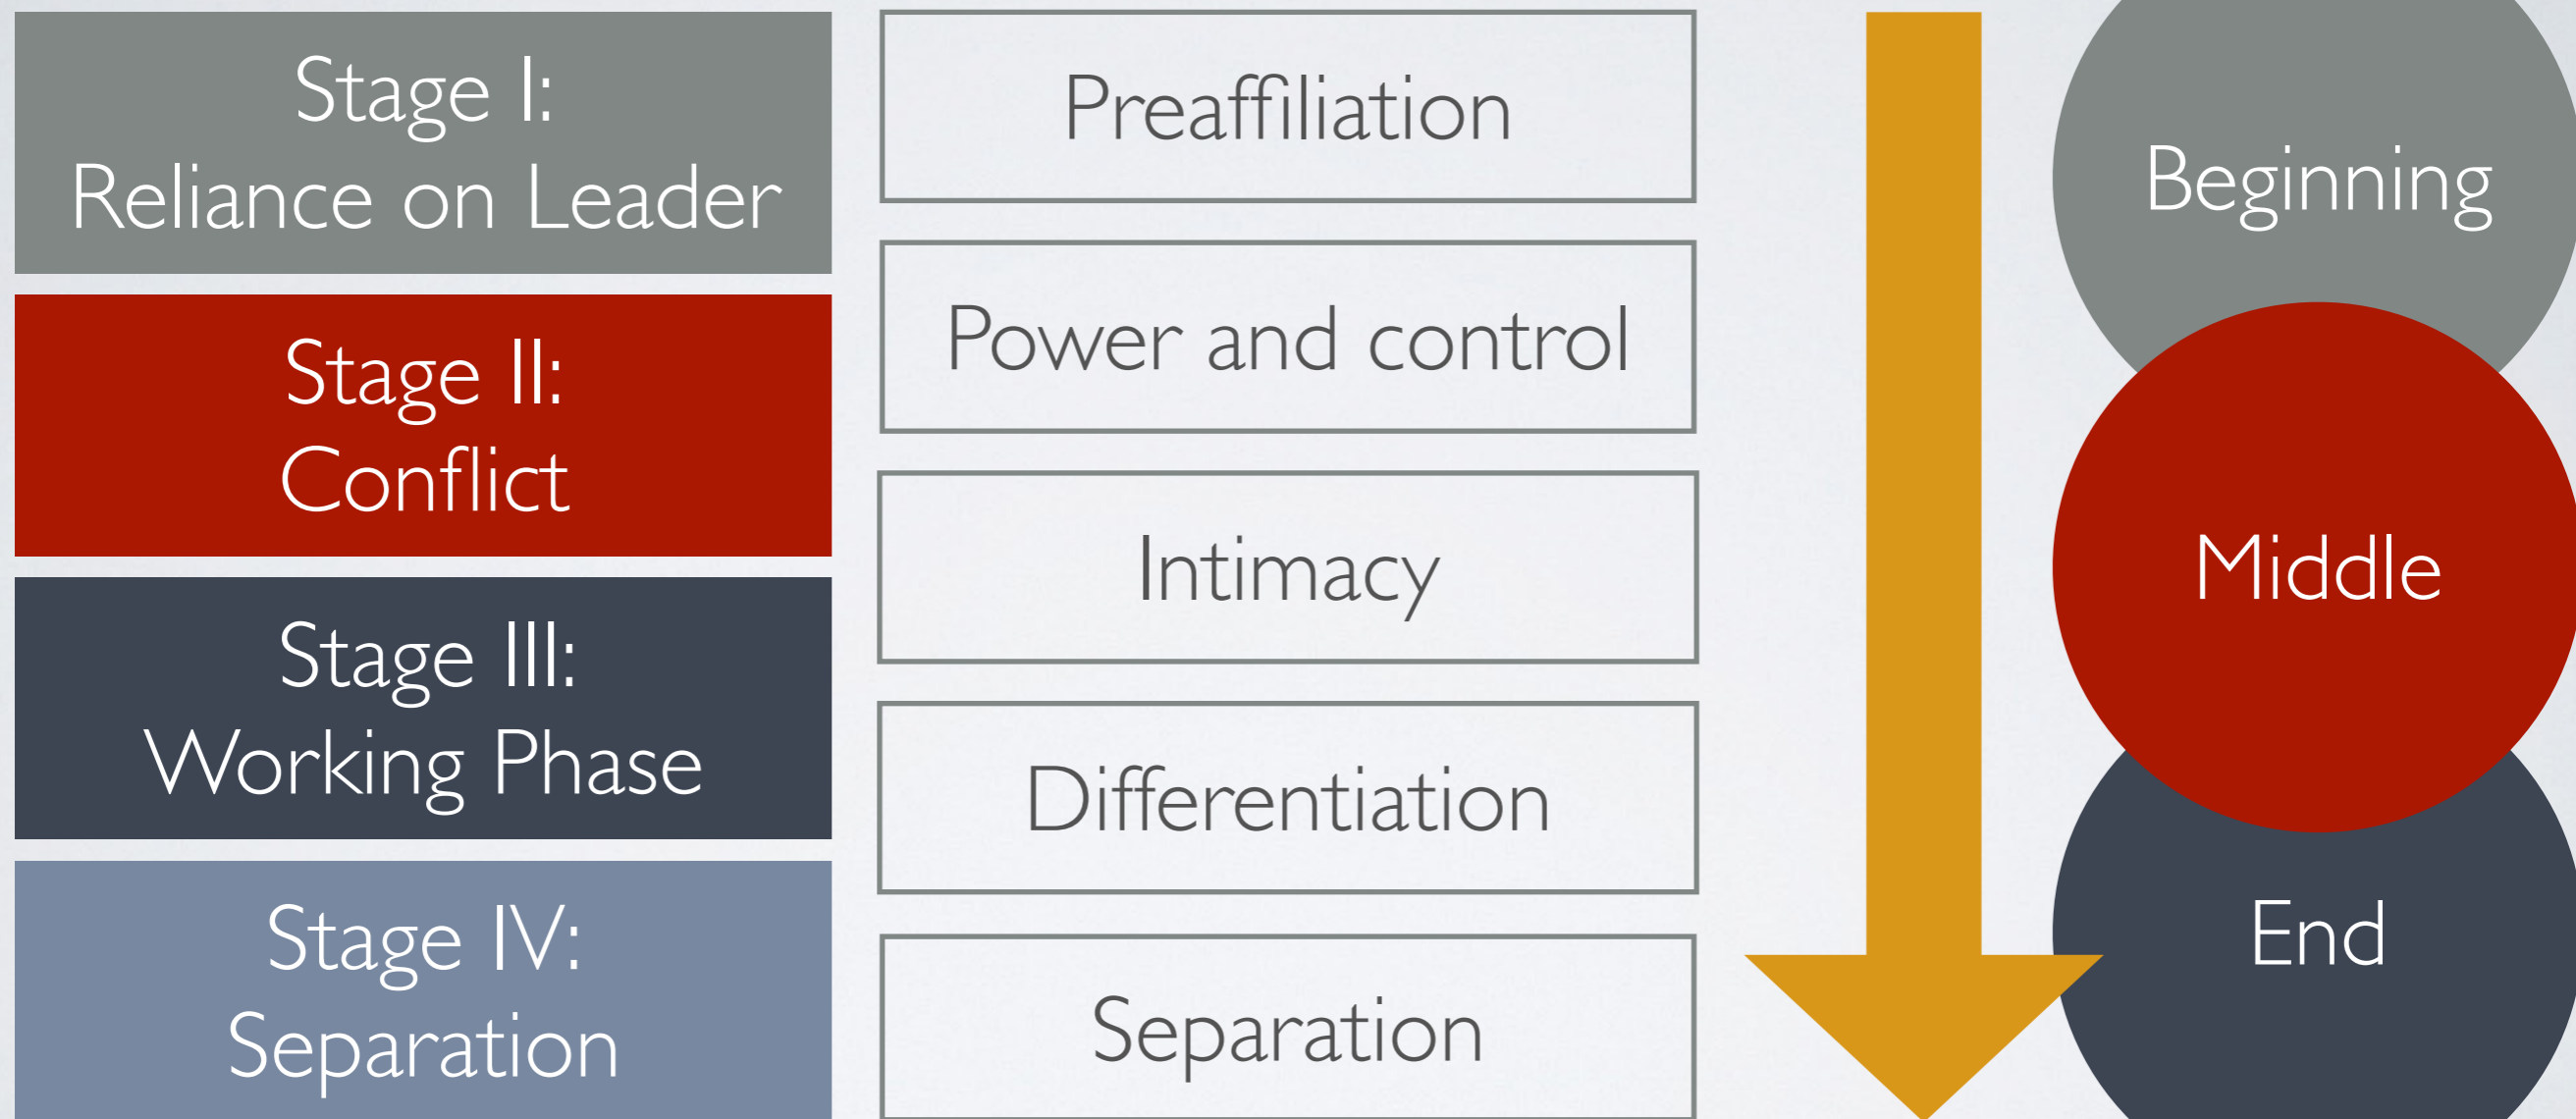 Stage I:
Reliance on Leader
Stage II:
Conflict
Stage III:
Working Phase
Stage IV:
Separation
Preaffiliation
Power and control
Intimacy
Differentiation
Separation
Beginning
Middle
End